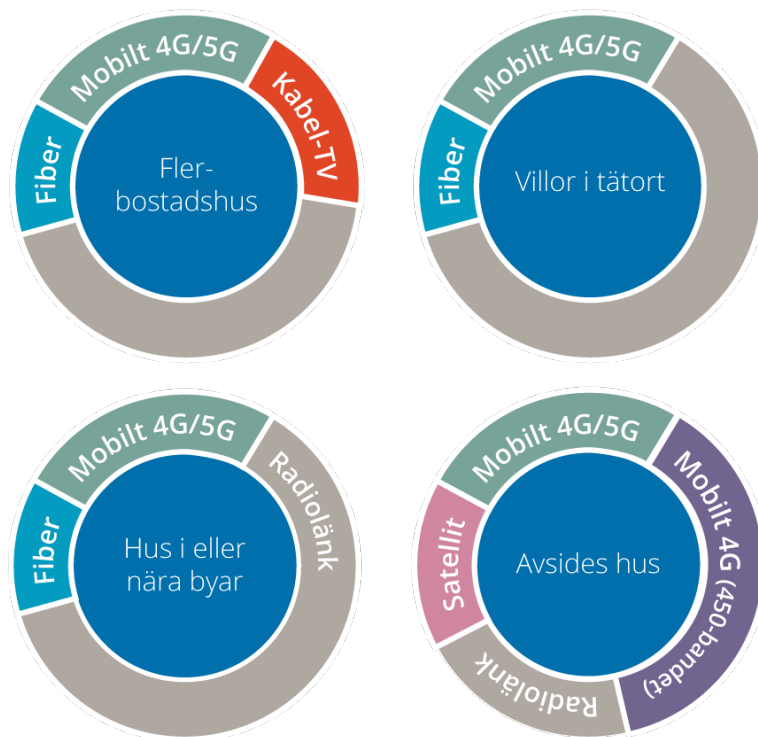 Mobilt 4G/5G
Kabel-TV
Fiber
Fler-
bostadshus
Mobilt 4G/5G
Fiber
Villor i tätort
Mobilt 4G/5G
Radiolänk
Fiber
Hus i eller
nära byar
Mobilt 4G/5G
Mobilt 4G (450-bandet)
Radiolänk
Satellit
Avsides hus